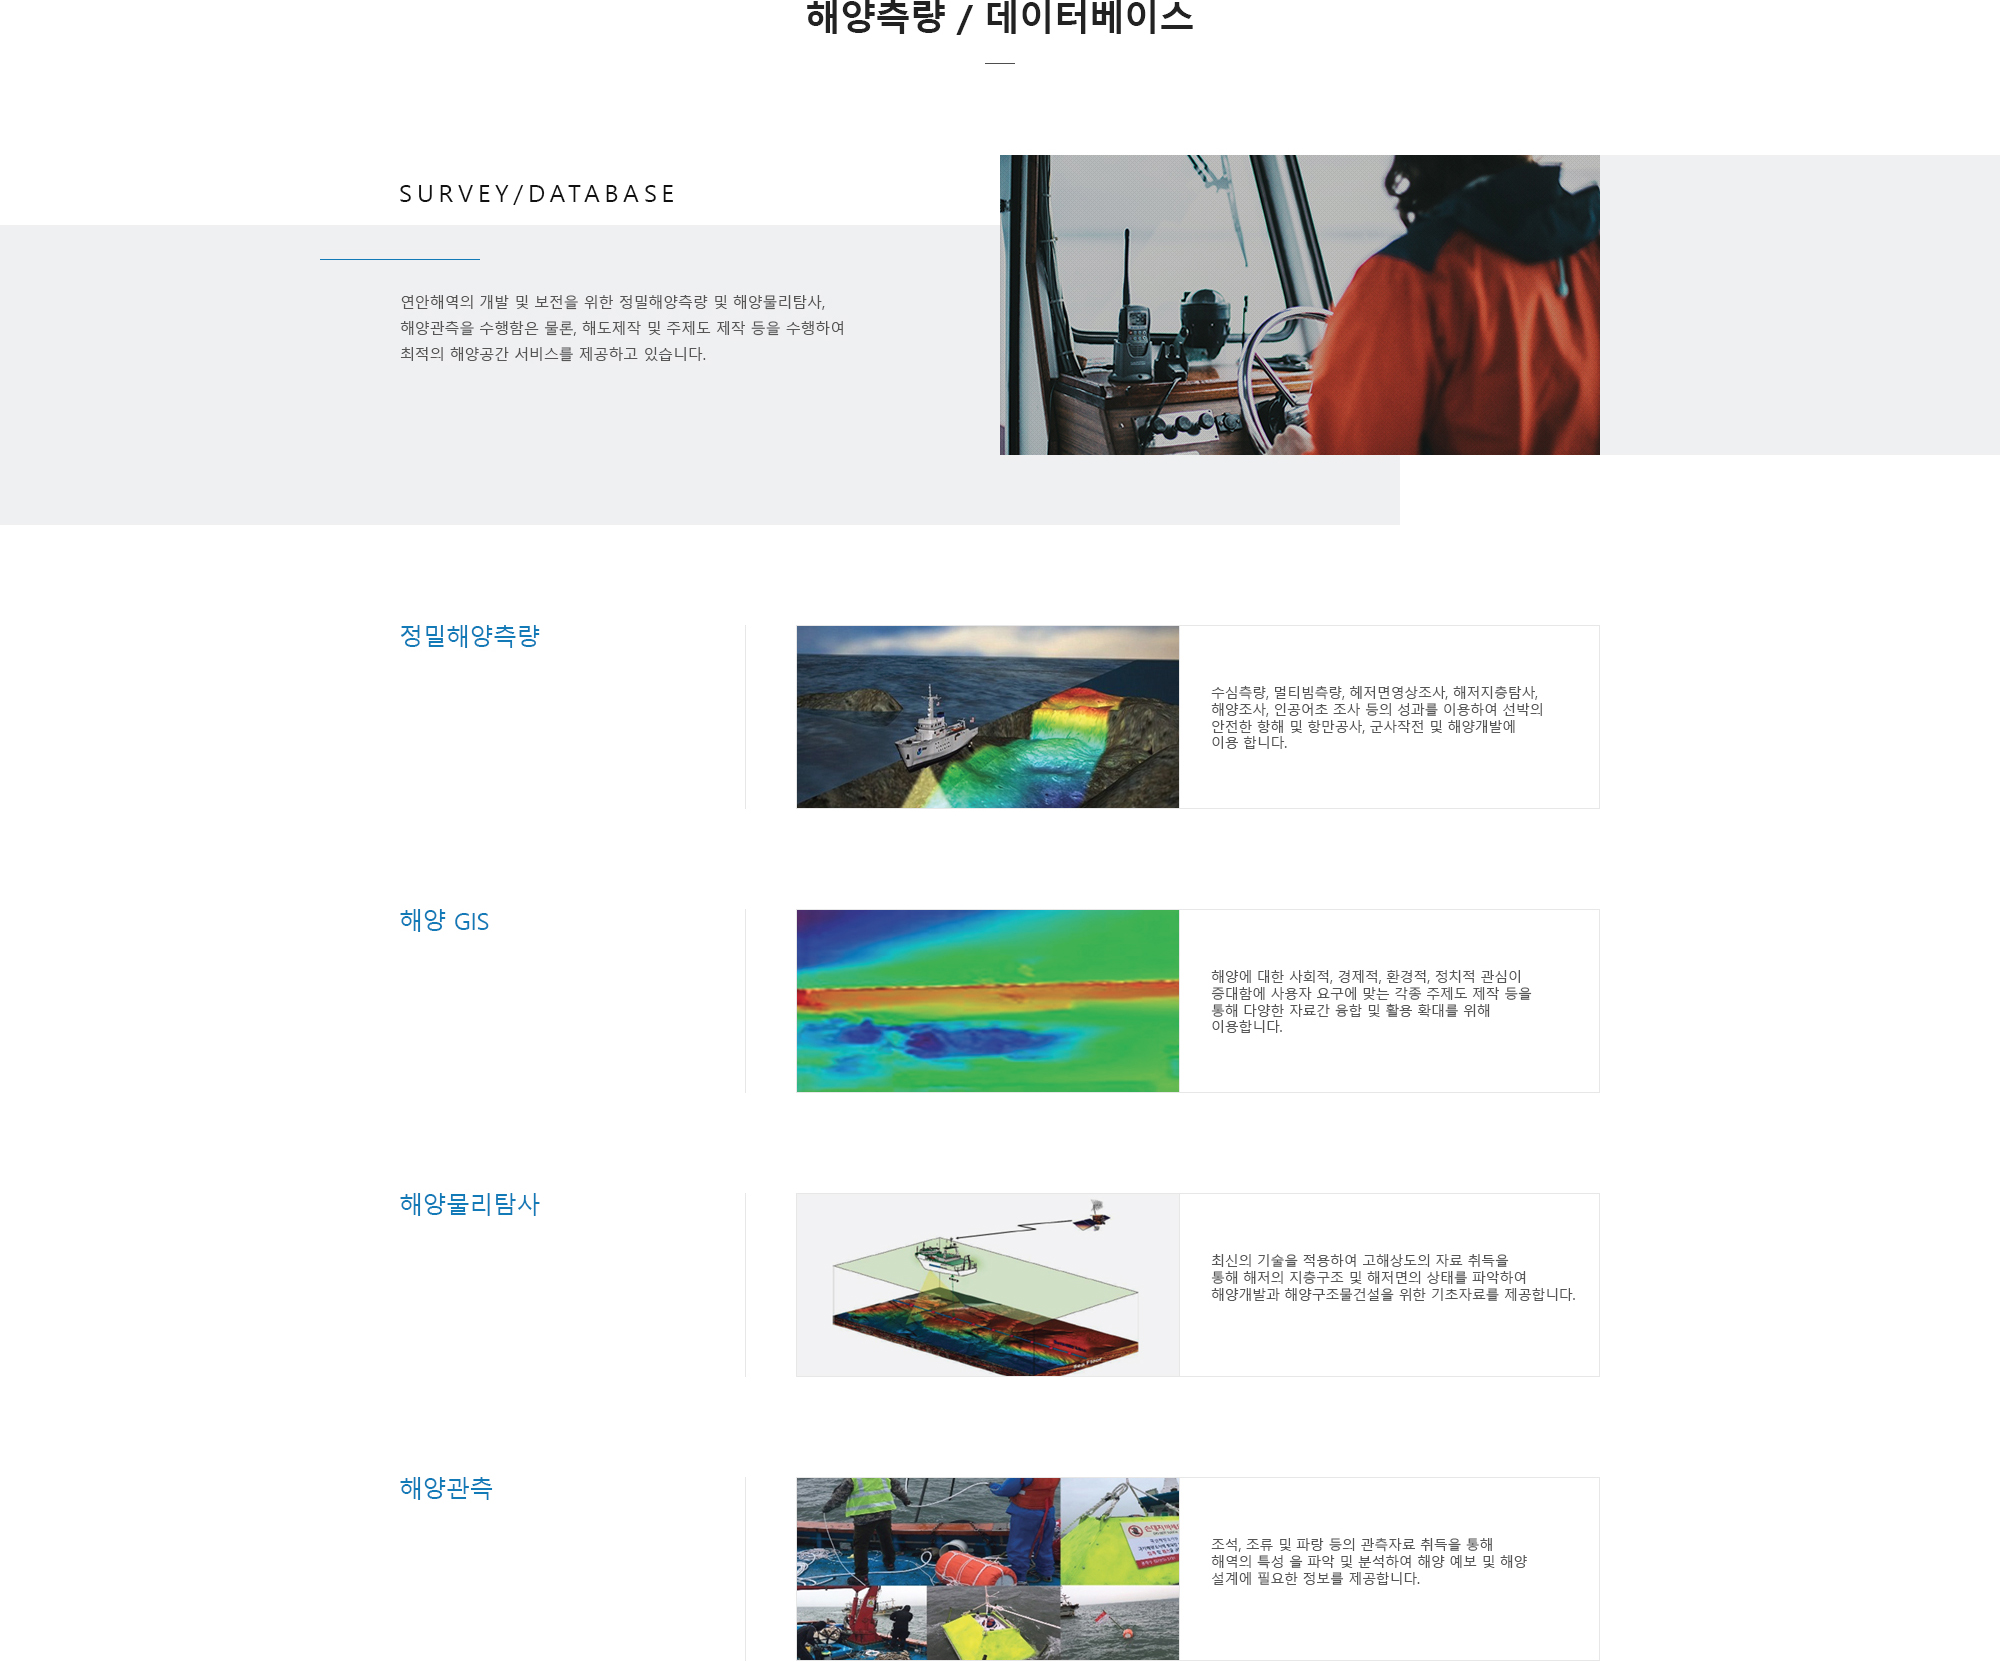 해양측량 / 데이터베이스
SURVEY/DATABASE
연안해역의 개발 및 보전을 위한 정밀해양측량 및 해양물리탐사,
해양관측을 수행함은 물론, 해도제작 및 주제도 제작 등을 수행하여
최적의 해양공간 서비스를 제공하고 있습니다.
정밀해양측량
수심측량, 멀티빔측량, 헤저면영상조사, 해저지층탐사,
해양조사, 인공어초 조사 등의 성과를 이용하여 선박의
안전한 항해 및 항만공사, 군사작전 및 해양개발에
이용 합니다.
해양 GIS
해양에 대한 사회적, 경제적, 환경적, 정치적 관심이
증대함에 사용자 요구에 맞는 각종 주제도 제작 등을
통해 다양한 자료간 융합 및 활용 확대를 위해
이용합니다.
해양물리탐사
Sea Floor
최신의 기술을 적용하여 고해상도의 자료 취득을
통해 해저의 지층구조 및 해저면의 상태를 파악하여
해양개발과 해양구조물건설을 위한 기초자료를 제공합니다.
해양관측
조석, 조류 및 파랑 등의 관측자료 취득을 통해
해역의 특성 을 파악 및 분석하여 해양 예보 및 해양
설계에 필요한 정보를 제공합니다.